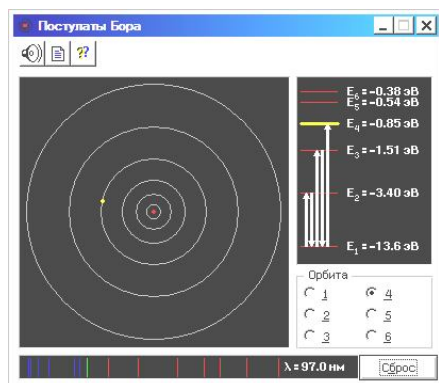 Постулаты Бора
E6 = -0.38 эВ
E5 = -0.54 эВ
E4 = -0.85 эВ
E3 = -1.51 эВ
E2 = -3.40 эВ
E1 = -13.6 эВ
Орбита
1 4
2 5
3 6
λ = 97.0 нм
Сброс